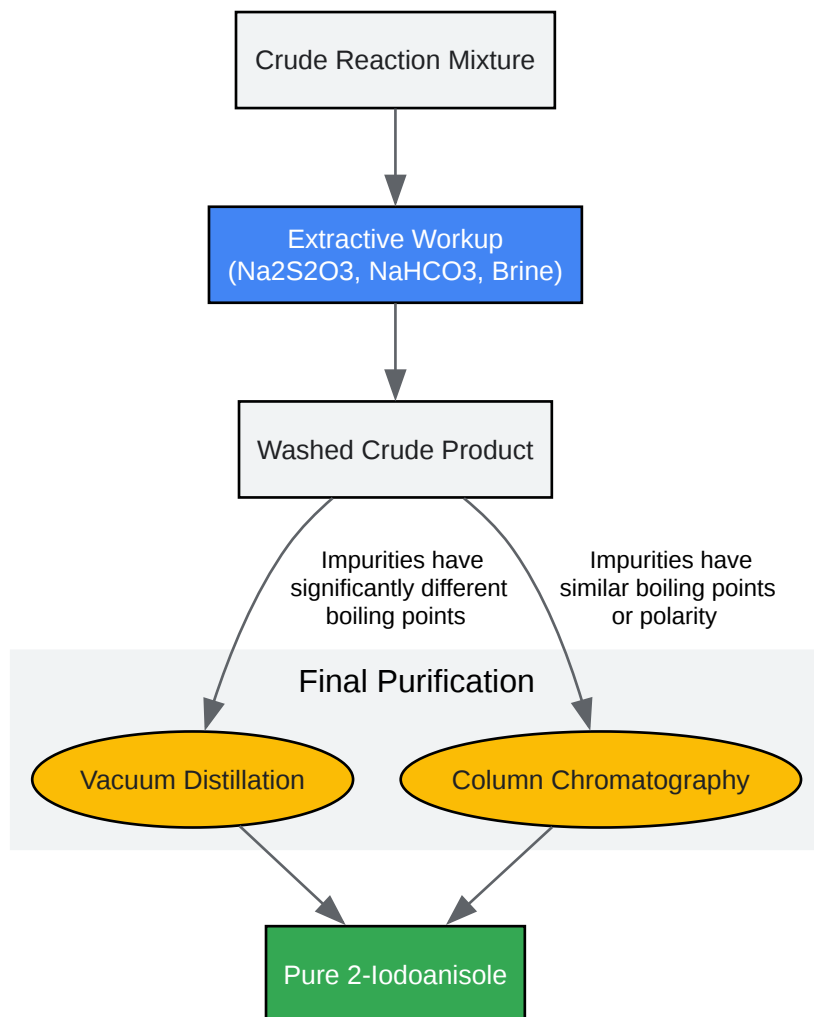 Crude Reaction Mixture
Extractive Workup
(Na2S2O3, NaHCO3, Brine)
Washed Crude Product
Impurities have
significantly different
boiling points
Impurities have
similar boiling points
or polarity
Final Purification
Vacuum Distillation
Column Chromatography
Pure 2-Iodoanisole